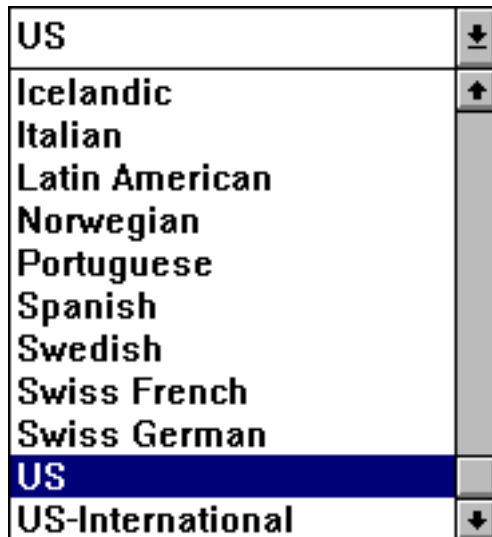 US
Icelandic
Italian
Latin American
Norwegian
Portuguese
Spanish
Swedish
Swiss French
Swiss German
US
US-International